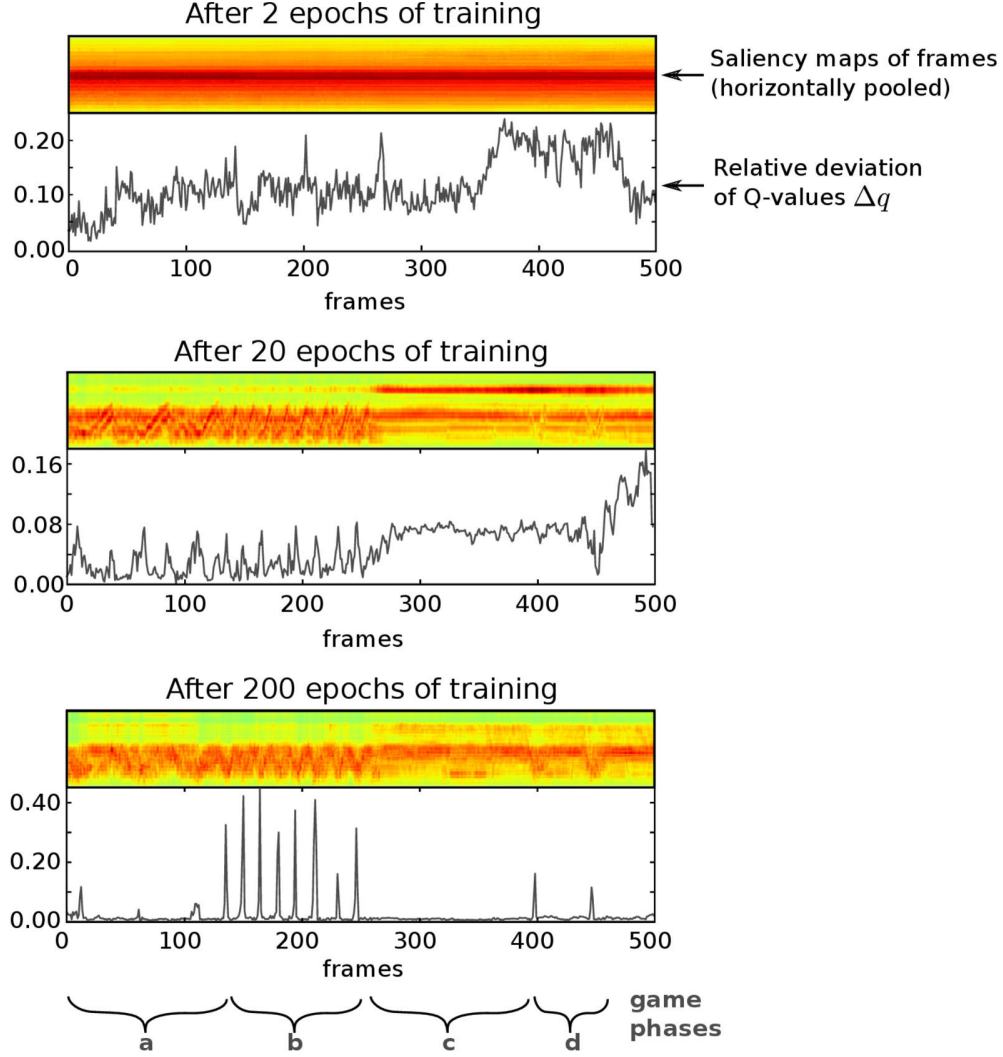 After 2 epochs of training
Saliency maps of frames
(horizontally pooled)
0.20
0.10
0.00
Relative deviation
of Q-values Δq
0 100 200 300 400 500
frames
After 20 epochs of training
0.16
0.08
0.00
0 100 200 300 400 500
frames
After 200 epochs of training
0.40
0.20
0.00
0 100 200 300 400 500
frames
a b c d
game
phases